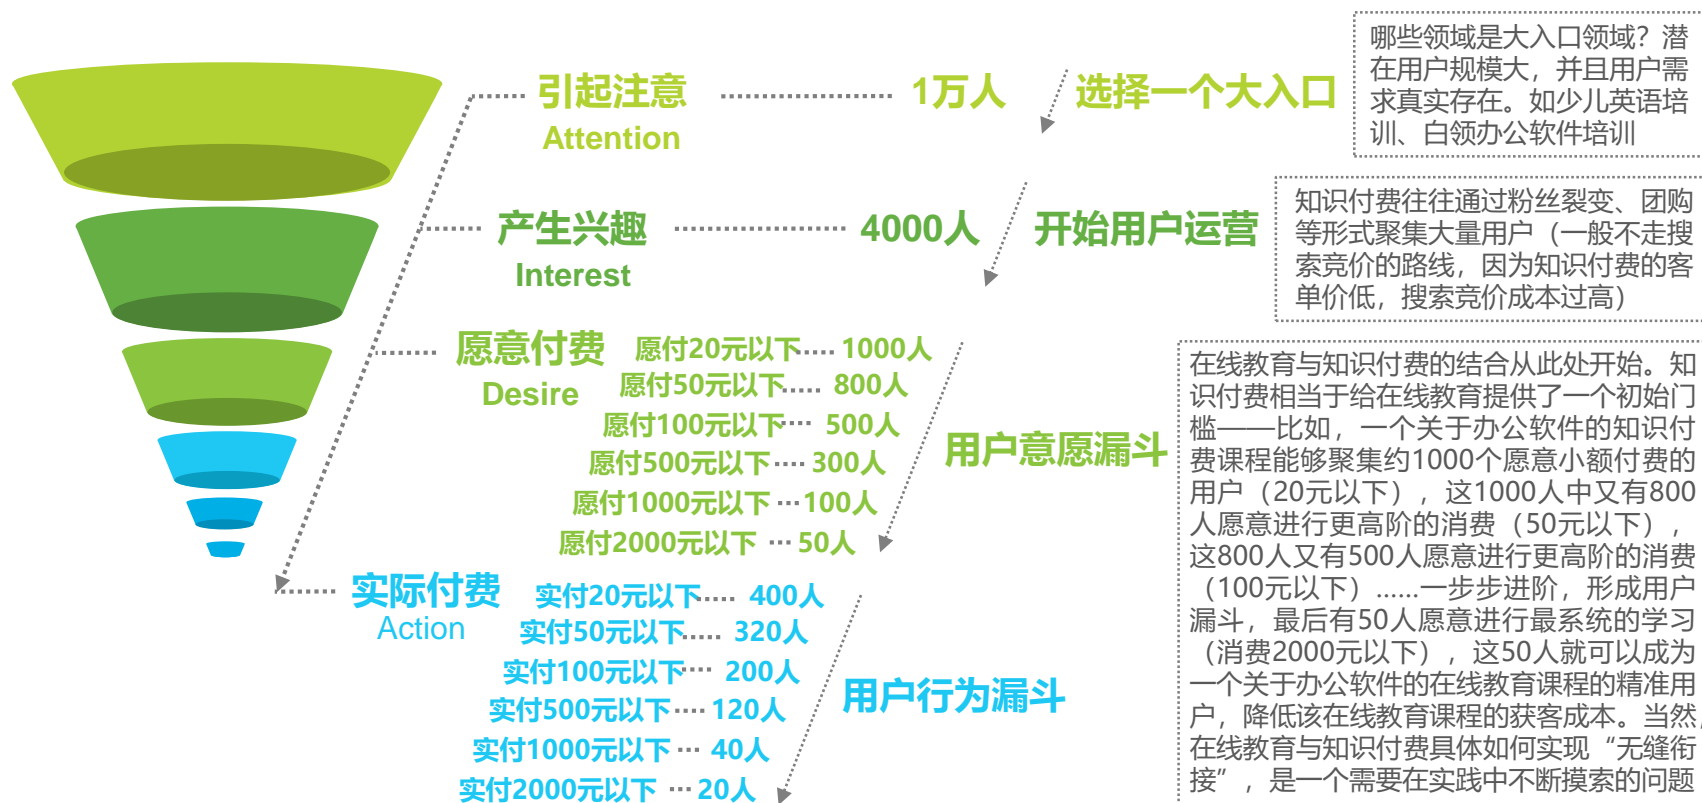 引起注意 1万人 选择一个大入口
Attention
哪些领域是大入口领域？潜
在用户规模大，并且用户需
求真实存在。如少儿英语培
训、白领办公软件培训
产生兴趣 4000人 开始用户运营
Interest
知识付费往往通过粉丝裂变、团购
等形式聚集大量用户（一般不走搜
索竞价的路线，因为知识付费的客
单价低，搜索竞价成本过高）
愿意付费
Desire
愿付20元以下 1000人
愿付50元以下 800人
愿付100元以下 500人
愿付500元以下 300人
愿付1000元以下 100人
愿付2000元以下 50人
用户意愿漏斗
在线教育与知识付费的结合从此处开始。知
识付费相当于给在线教育提供了一个初始门
槛——比如，一个关于办公软件的知识付
费课程能够聚集约1000个愿意小额付费的
用户（20元以下），这1000人中又有800
人愿意进行更高阶的消费（50元以下），
这800人又有500人愿意进行更高阶的消费
（100元以下）……一步步进阶，形成用户
漏斗，最后有50人愿意进行最系统的学习
（消费2000元以下），这50人就可以成为
一个关于办公软件的在线教育课程的精准用
户，降低该在线教育课程的获客成本。当然，
在线教育与知识付费具体如何实现“无缝衔
接”，是一个需要在实践中不断摸索的问题
实际付费
Action
实付20元以下 400人
实付50元以下 320人
实付100元以下 200人
实付500元以下 120人
实付1000元以下 40人
实付2000元以下 20人
用户行为漏斗